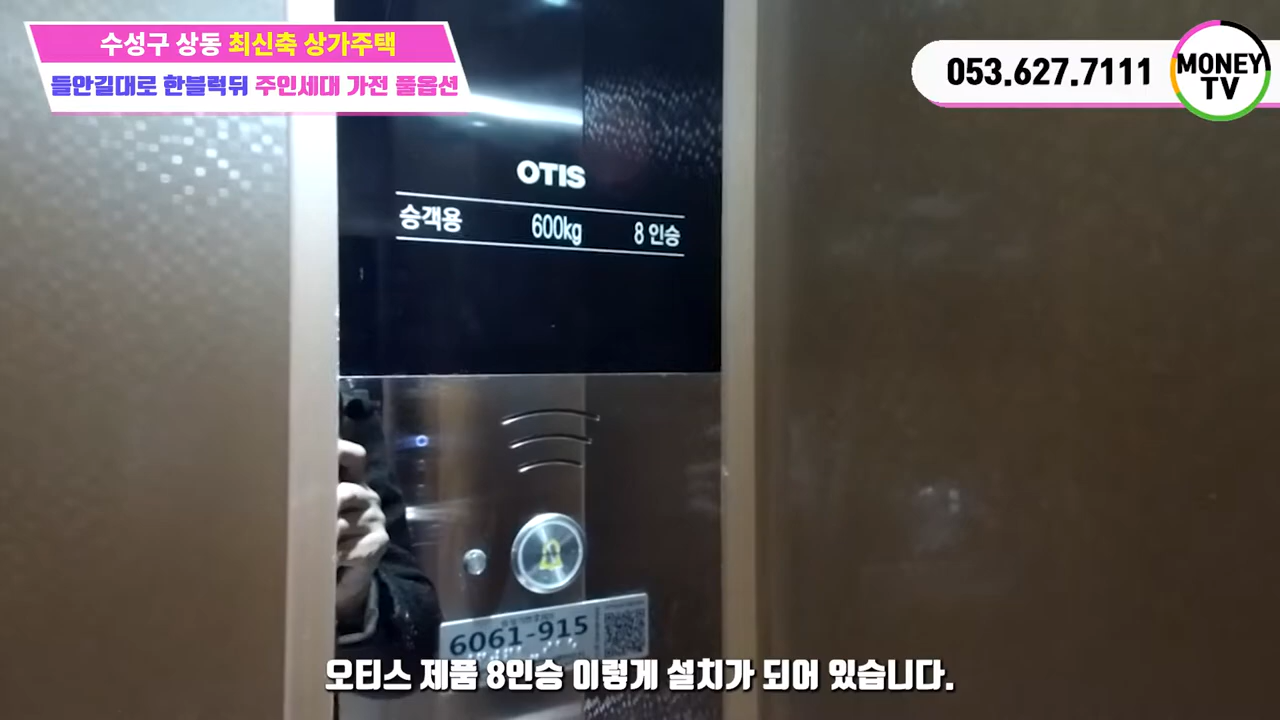 수성구 상동 최신축 상가주택
들안길대로 한블럭뒤 주인세대 가전 풀옵션
053.627.7111
MONEY
TV
OTIS
승객용 600kg 8 인승
6061-915
오티스 제품 8인승 이렇게 설치가 되어 있습니다.